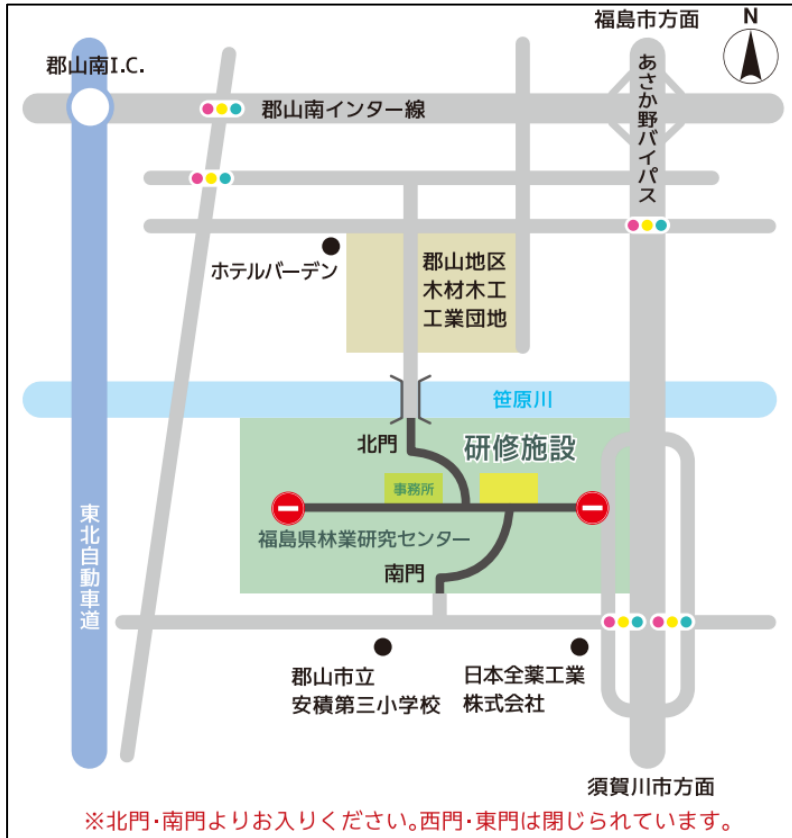 福島市方面
N
郡山南I.C.
あさか野バイパス
郡山南インター線
ホテルバーデン
郡山地区
木材木工
工業団地
笹原川
北門
研修施設
事務所
東北自動車道
福島県林業研究センター
南門
郡山市立
安積第三小学校
日本全薬工業
株式会社
須賀川市方面
※北門・南門よりお入りください。西門・東門は閉じられています。